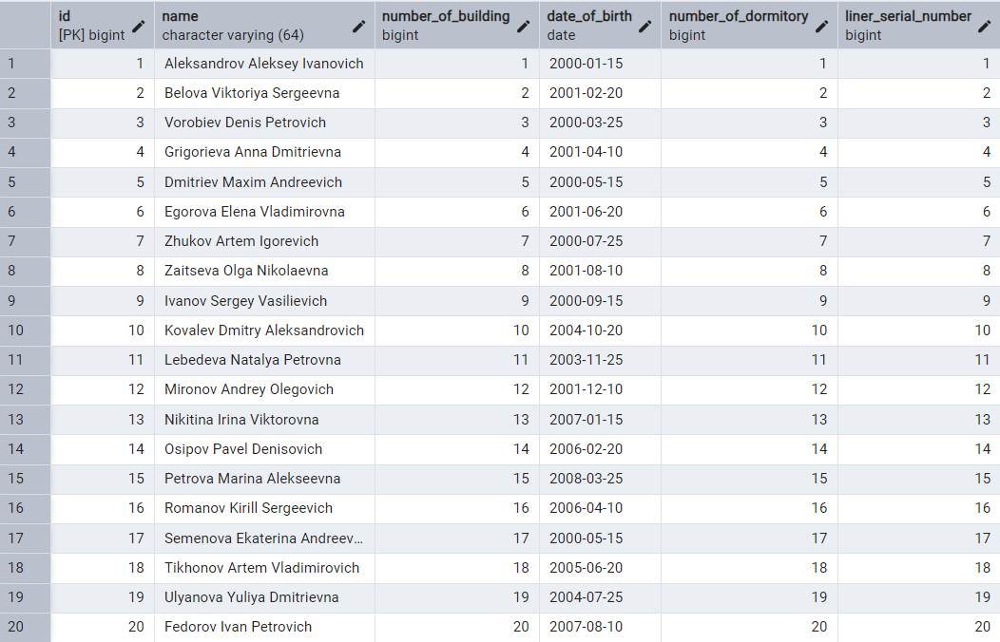 id name number_of_building date_of_birth number_of_dormitory liner_serial_number
[PK] bigint character varying (64) bigint date bigint bigint
1 1 Aleksandrov Aleksey Ivanovich 1 2000-01-15 1 1
2 2 Belova Viktoriya Sergeevna 2 2001-02-20 2 2
3 3 Vorobiev Denis Petrovich 3 2000-03-25 3 3
4 4 Grigorieva Anna Dmitrievna 4 2001-04-10 4 4
5 5 Dmitriev Maxim Andreevich 5 2000-05-15 5 5
6 6 Egorova Elena Vladimirovna 6 2001-06-20 6 6
7 7 Zhukov Artem Igorevich 7 2000-07-25 7 7
8 8 Zaitseva Olga Nikolaevna 8 2001-08-10 8 8
9 9 Ivanov Sergey Vasilievich 9 2000-09-15 9 9
10 10 Kovalev Dmitry Aleksandrovich 10 2004-10-20 10 10
11 11 Lebedeva Natalya Petrovna 11 2003-11-25 11 11
12 12 Mironov Andrey Olegovich 12 2001-12-10 12 12
13 13 Nikitina Irina Viktorovna 13 2007-01-15 13 13
14 14 Osipov Pavel Denisovich 14 2006-02-20 14 14
15 15 Petrova Marina Alekseevna 15 2008-03-25 15 15
16 16 Romanov Kirill Sergeevich 16 2006-04-10 16 16
17 17 Semenova Ekaterina Andreev... 17 2000-05-15 17 17
18 18 Tikhonov Artem Vladimirovich 18 2005-06-20 18 18
19 19 Ulyanova Yuliya Dmitrievna 19 2004-07-25 19 19
20 20 Fedorov Ivan Petrovich 20 2007-08-10 20 20